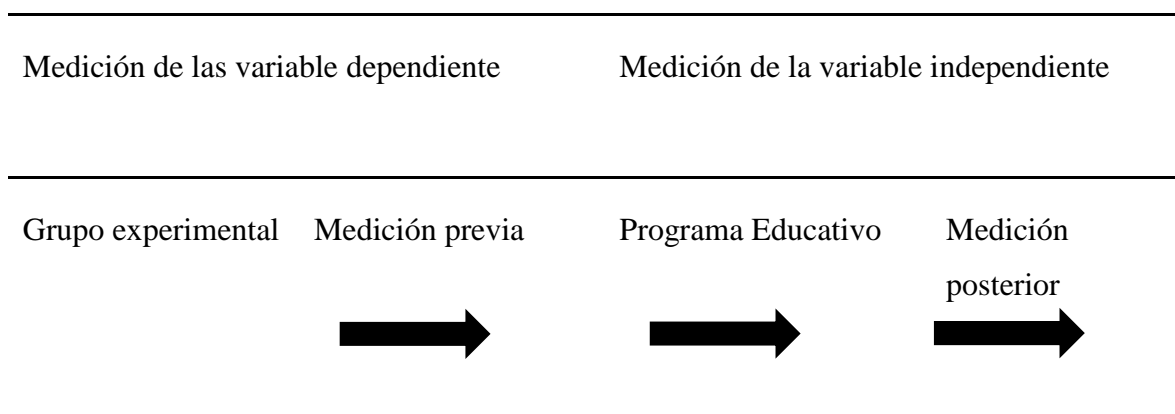 Medición de las variable dependiente Medición de la variable independiente
Grupo experimental Medición previa Programa Educativo Medición
posterior